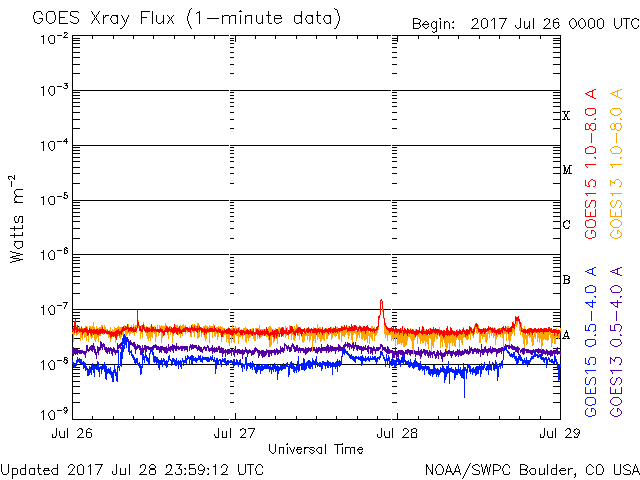 GOES Xray Flux (1-minute data)
Begin: 2017 Jul 26 0000 UTC
10⁻²
10⁻³
10⁻⁴
10⁻⁵
10⁻⁶
10⁻⁷
10⁻⁸
10⁻⁹
Watts m⁻²
X
M
C
B
A
GOES15 1.0-8.0 A
GOES13 1.0-8.0 A
GOES15 0.5-4.0 A
GOES13 0.5-4.0 A
Jul 26 Jul 27 Jul 28 Jul 29
Universal Time
Updated 2017 Jul 28 23:59:12 UTC
NOAA/SWPC Boulder, CO USA